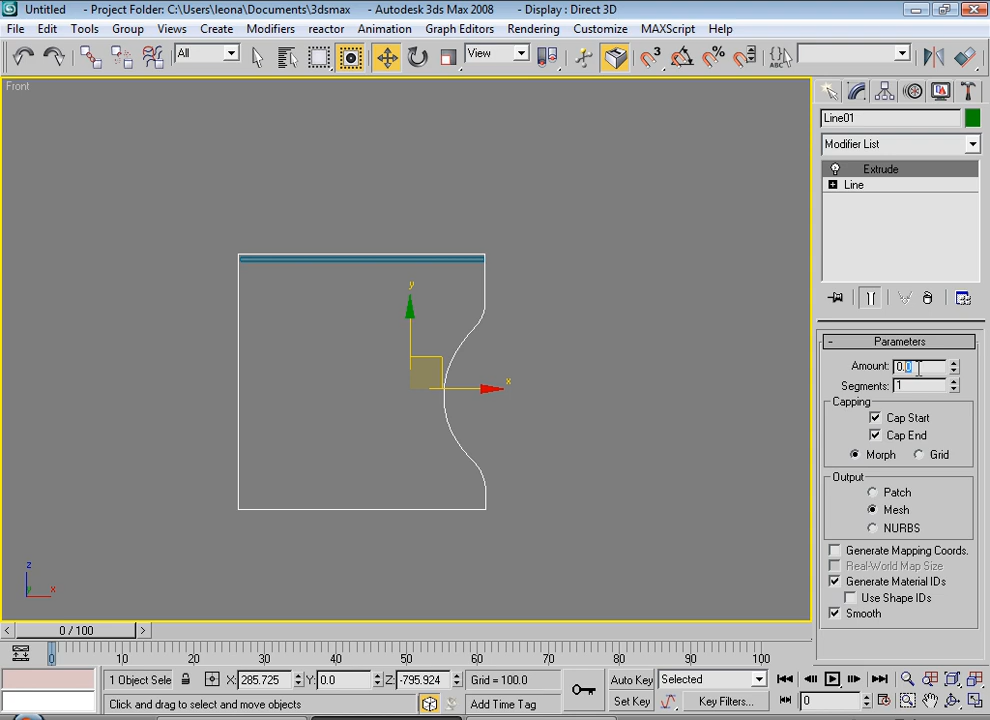 Untitled - Project Folder: C:\Users\leona\Documents\3dsmax - Autodesk 3ds Max 2008 - Display : Direct 3D
File Edit Tools Group Views Create Modifiers reactor Animation Graph Editors Rendering Customize MAXScript Help
All View
Front
Line01
Modifier List
Extrude
Line
y
x
z
x
Parameters
Amount: 0.0
Segments: 1
Capping
Cap Start
Cap End
Morph Grid
Output
Patch
Mesh
NURBS
Generate Mapping Coords.
Real-World Map Size
Generate Material IDs
Use Shape IDs
Smooth
0 / 100
0 10 20 30 40 50 60 70 80 90 100
1 Object Sele X: 285.725 Y: 0.0 Z: -795.924 Grid = 100.0 Auto Key Selected
Click and drag to select and move objects Add Time Tag Set Key Key Filters... 0